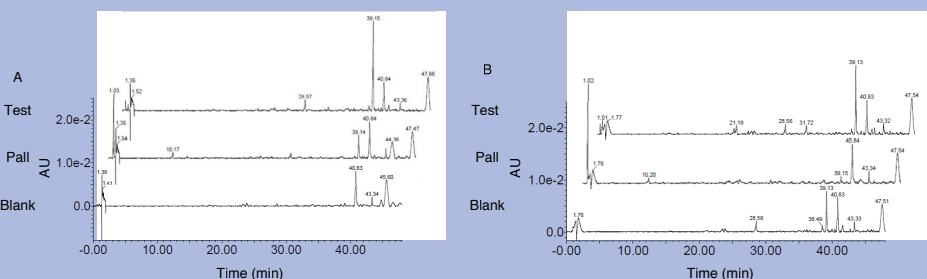 A
Test
Pall
Blank
AU
2.0e-2
1.0e-2
0.0
-0.00 10.00 20.00 30.00 40.00
Time (min)
1.03
1.35
1.52
28.57
39.15
40.84
43.36
47.66
1.35
1.54
10.17
39.14
40.84
44.36
47.47
1.36
1.41
40.83
43.34
45.60
B
Test
Pall
Blank
AU
2.0e-2
1.0e-2
0.0
10.00 20.00 30.00 40.00
Time (min)
1.02
1.01
1.77
21.19
28.56
31.72
39.13
40.83
43.32
47.54
1.76
10.20
39.15
40.84
43.34
47.54
1.76
28.56
38.49
39.13
40.83
43.33
47.51